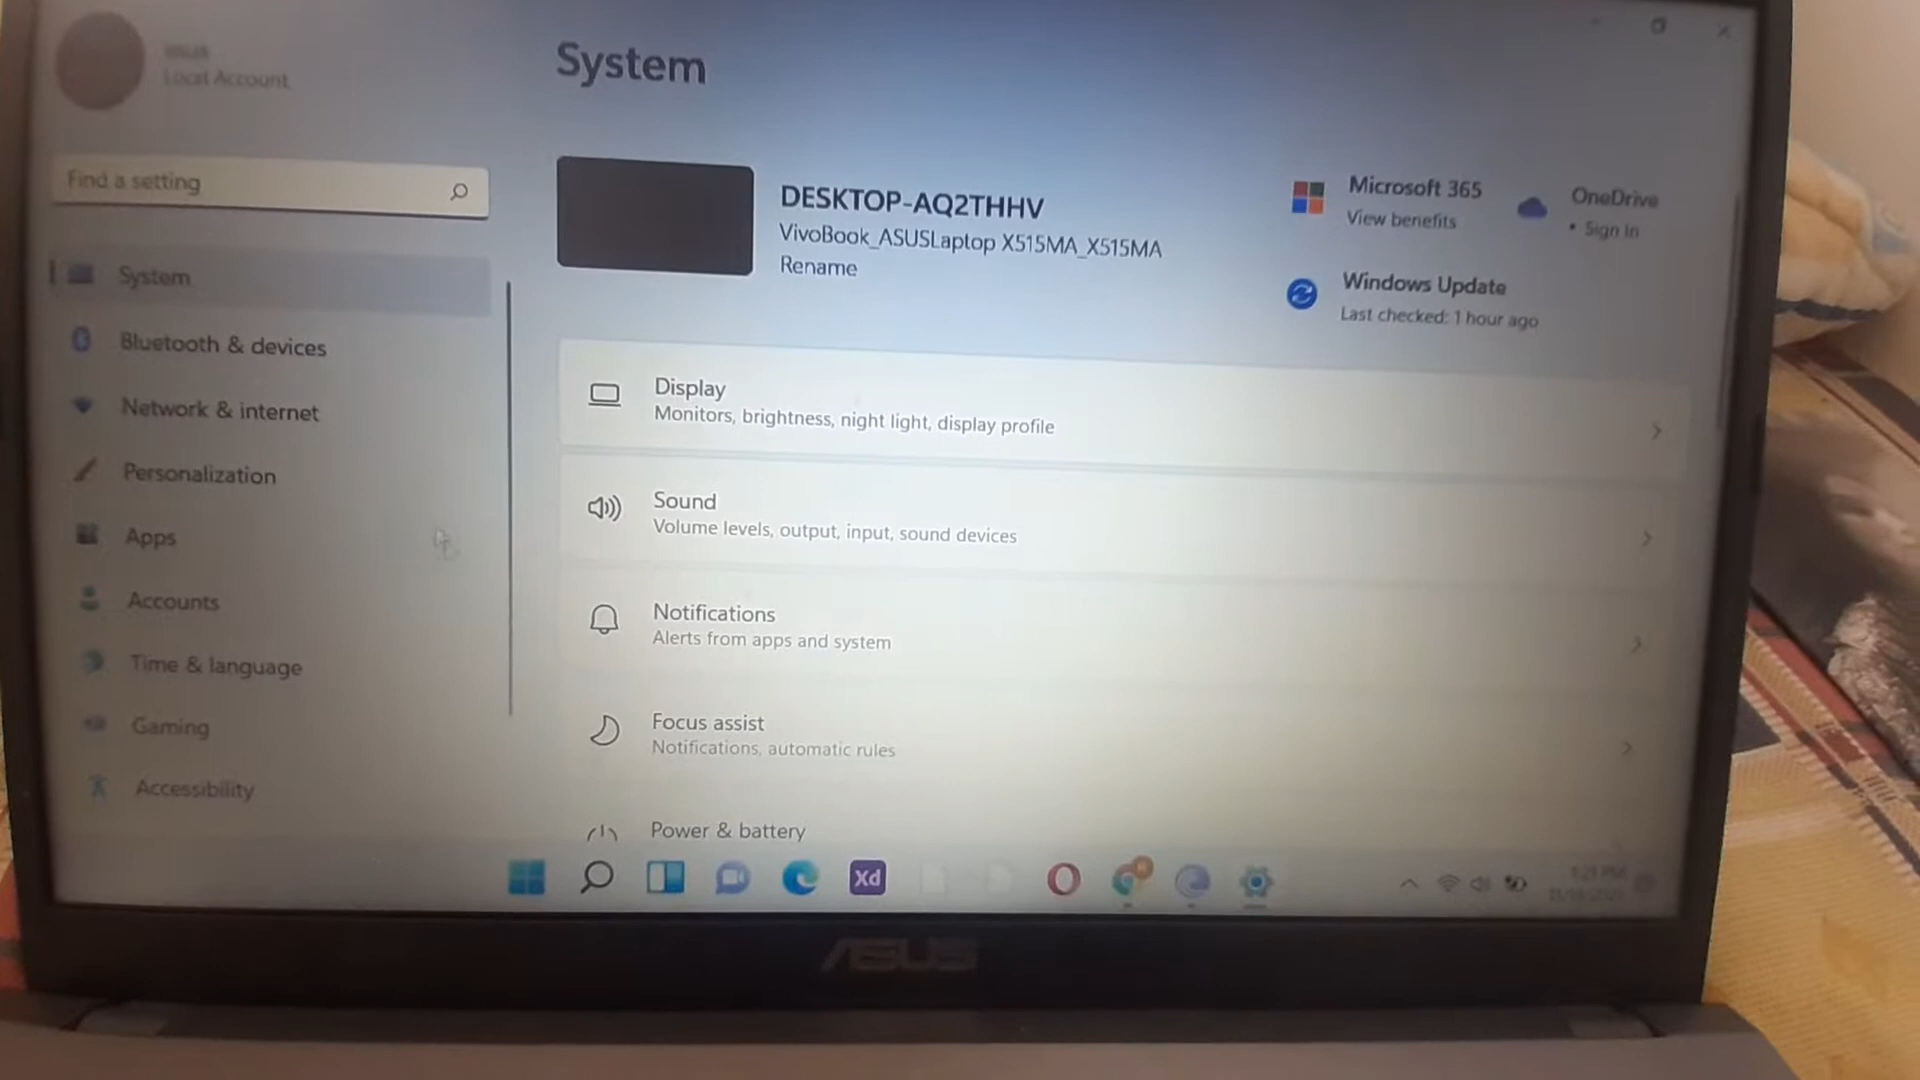 asus
Local Account
System
Find a setting
DESKTOP-AQ2THHV
VivoBook_ASUSLaptop X515MA_X515MA
Rename
Microsoft 365
View benefits
OneDrive
• Sign In
Windows Update
Last checked: 1 hour ago
System
Bluetooth & devices
Network & internet
Personalization
Apps
Accounts
Time & language
Gaming
Accessibility
Display
Monitors, brightness, night light, display profile
Sound
Volume levels, output, input, sound devices
Notifications
Alerts from apps and system
Focus assist
Notifications, automatic rules
Power & battery
Xd
ASUS